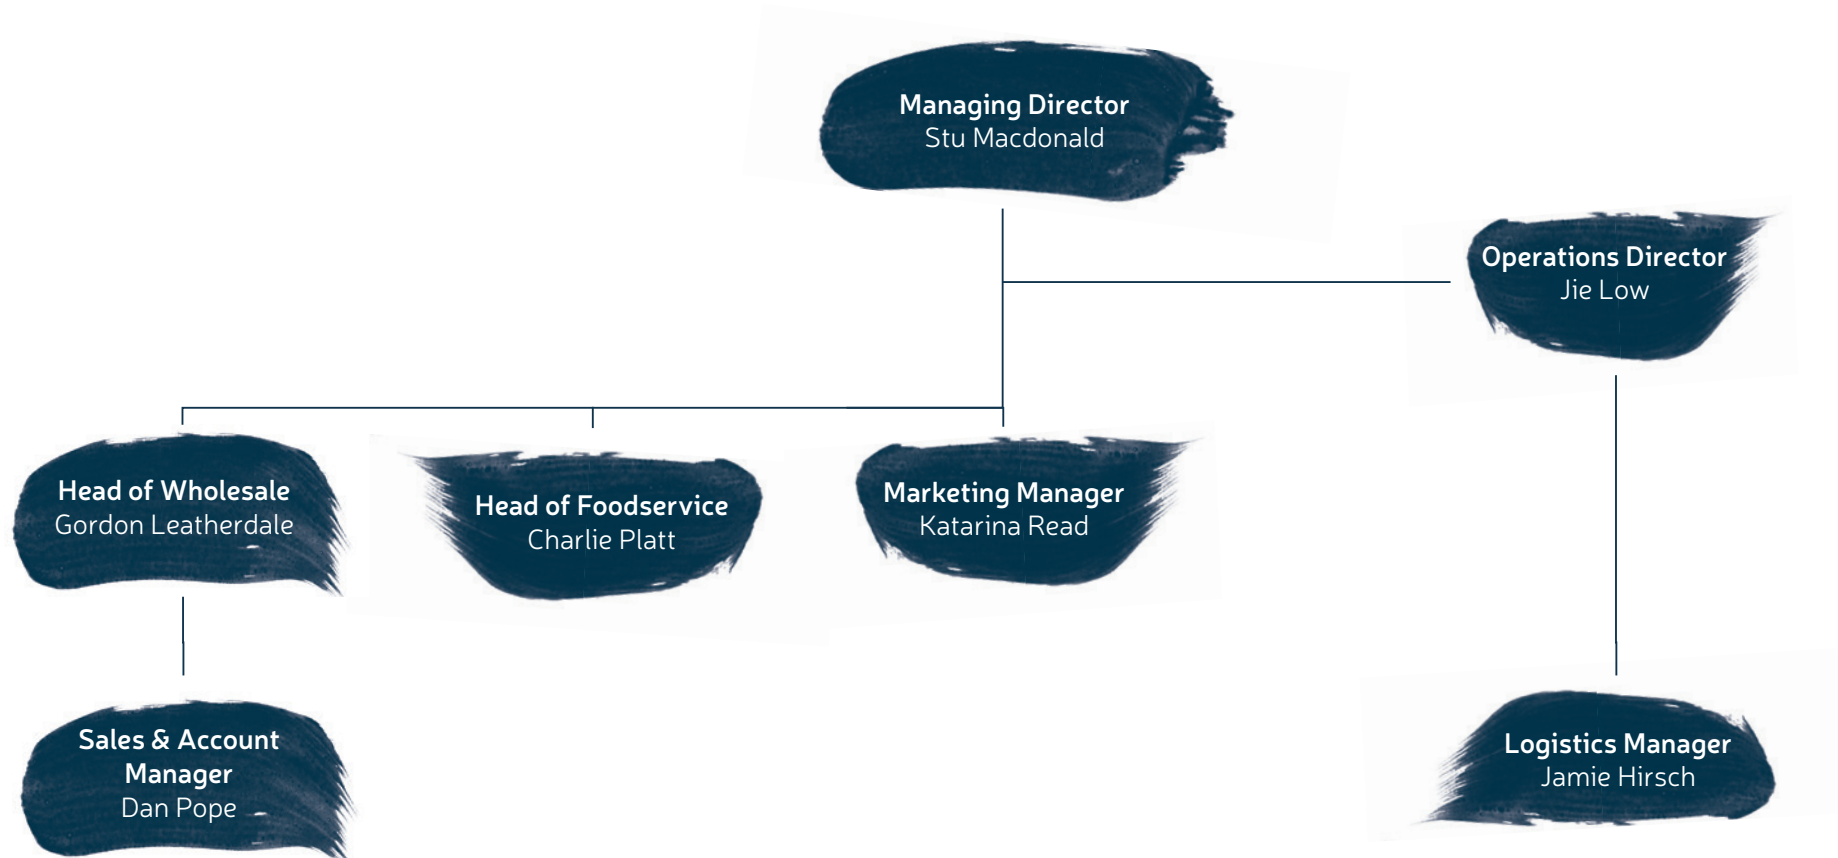 Managing Director
Stu Macdonald
Operations Director
Jie Low
Head of Wholesale
Gordon Leatherdale
Head of Foodservice
Charlie Platt
Marketing Manager
Katarina Read
Sales & Account
Manager
Dan Pope
Logistics Manager
Jamie Hirsch